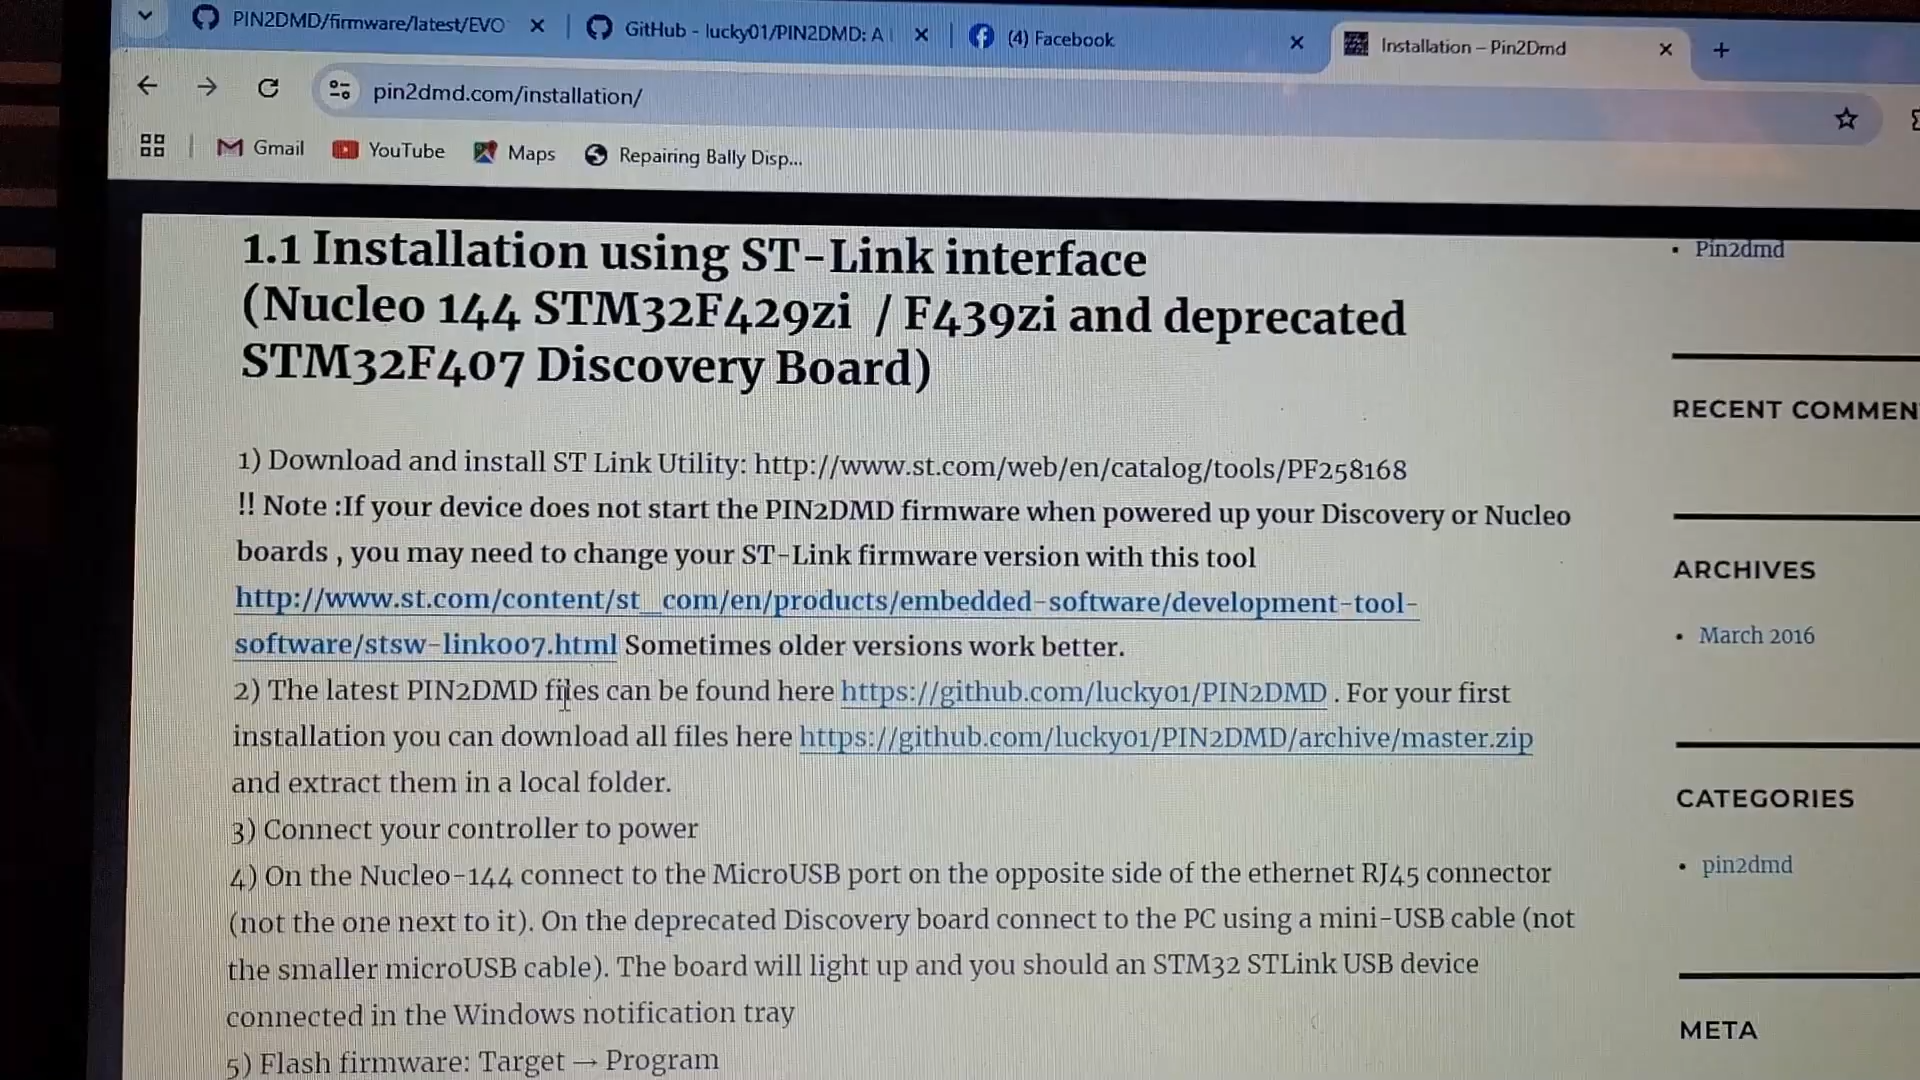 PIN2DMD/firmware/latest/EVO
GitHub - lucky01/PIN2DMD: A
(4) Facebook
Installation – Pin2Dmd
pin2dmd.com/installation/
Gmail
YouTube
Maps
Repairing Bally Disp...
1.1 Installation using ST-Link interface
(Nucleo 144 STM32F429zi / F439zi and deprecated
STM32F407 Discovery Board)
1) Download and install ST Link Utility: http://www.st.com/web/en/catalog/tools/PF258168
!! Note :If your device does not start the PIN2DMD firmware when powered up your Discovery or Nucleo
boards , you may need to change your ST-Link firmware version with this tool
http://www.st.com/content/st_com/en/products/embedded-software/development-tool-
software/stsw-link007.html Sometimes older versions work better.
2) The latest PIN2DMD files can be found here https://github.com/lucky01/PIN2DMD . For your first
installation you can download all files here https://github.com/lucky01/PIN2DMD/archive/master.zip
and extract them in a local folder.
3) Connect your controller to power
4) On the Nucleo-144 connect to the MicroUSB port on the opposite side of the ethernet RJ45 connector
(not the one next to it). On the deprecated Discovery board connect to the PC using a mini-USB cable (not
the smaller microUSB cable). The board will light up and you should an STM32 STLink USB device
connected in the Windows notification tray
5) Flash firmware: Target → Program
• Pin2dmd
RECENT COMMEN
ARCHIVES
• March 2016
CATEGORIES
• pin2dmd
META